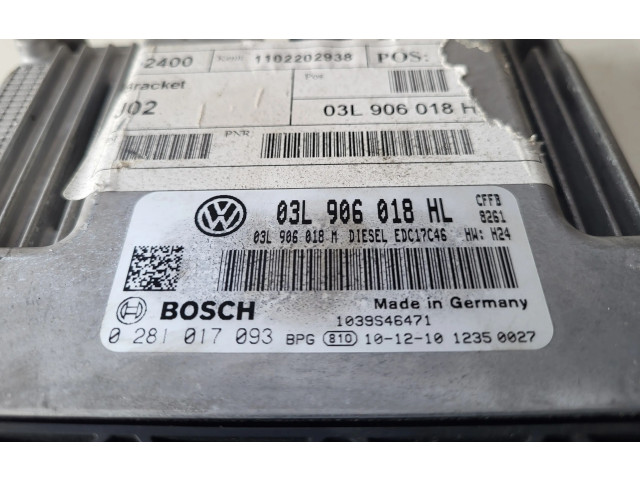 2400 1102202938 POS:
bracket Pos
J02 03L 906 018 H
PNR:
03L 906 018 HL CFFB
8261
03L 906 018 M DIESEL EDC17C46 HW: H24
BOSCH Made in Germany
1039S46471
0 281 017 093 BPG 810 10-12-10 1235 0027